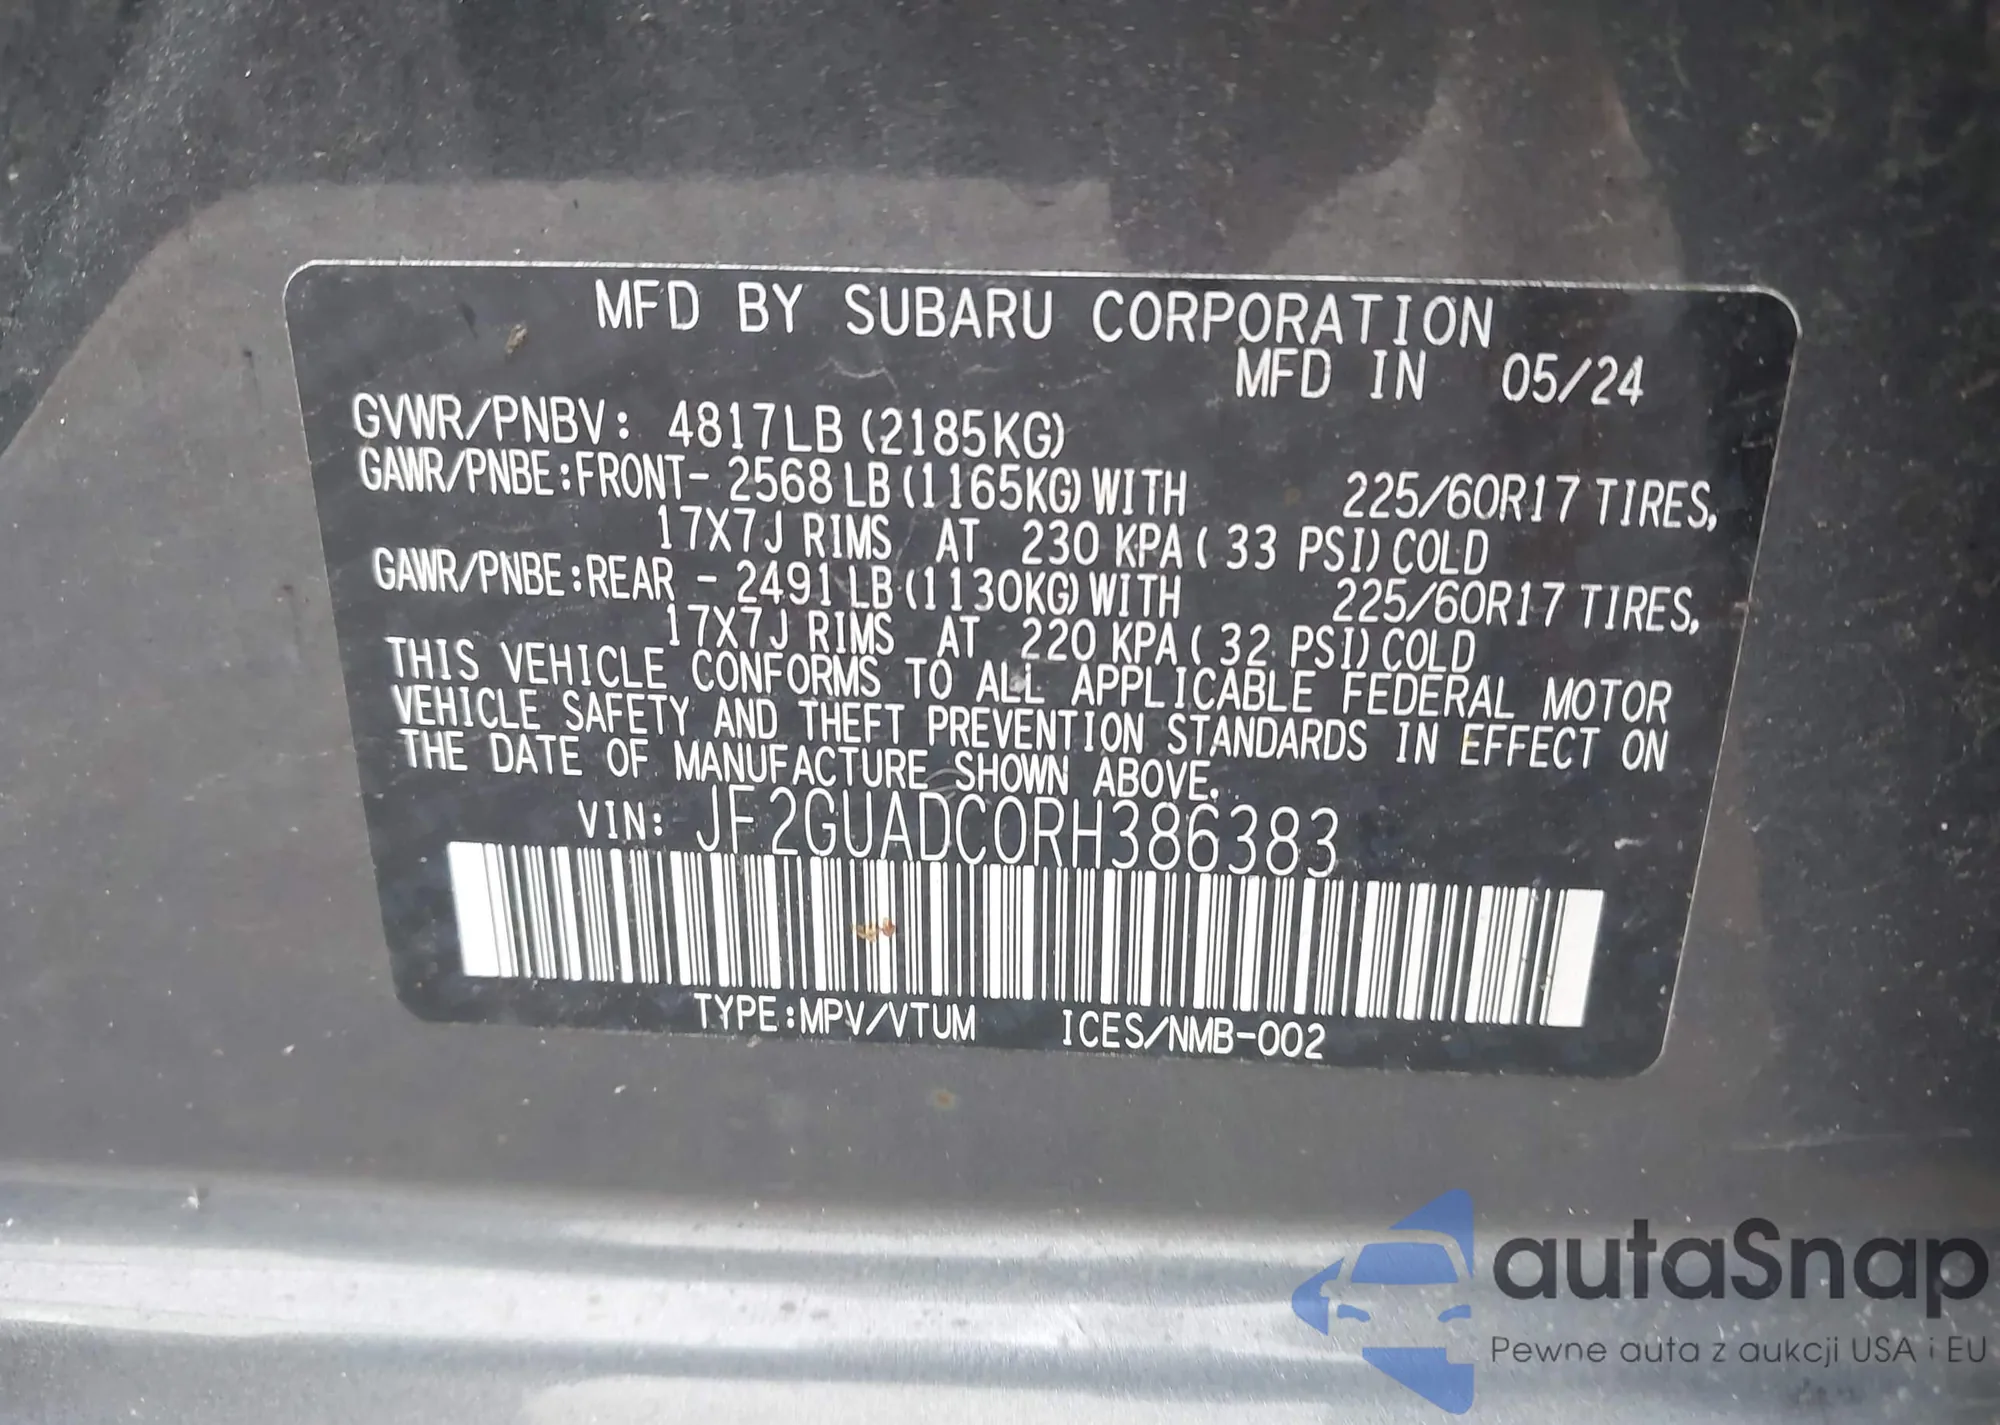 MFD BY SUBARU CORPORATION
MFD IN 05/24
GVWR/PNBV: 4817LB (2185KG)
GAWR/PNBE:FRONT- 2568 LB (1165KG) WITH 225/60R17 TIRES,
17X7J RIMS AT 230 KPA ( 33 PSI) COLD
GAWR/PNBE:REAR - 2491 LB (1130KG) WITH 225/60R17 TIRES,
17X7J RIMS AT 220 KPA ( 32 PSI) COLD
THIS VEHICLE CONFORMS TO ALL APPLICABLE FEDERAL MOTOR
VEHICLE SAFETY AND THEFT PREVENTION STANDARDS IN EFFECT ON
THE DATE OF MANUFACTURE SHOWN ABOVE.
VIN: JF2GUADC0RH386383
TYPE:MPV/VTUM ICES/NMB-002
autaSnap
Pewne auta z aukcji USA i EU